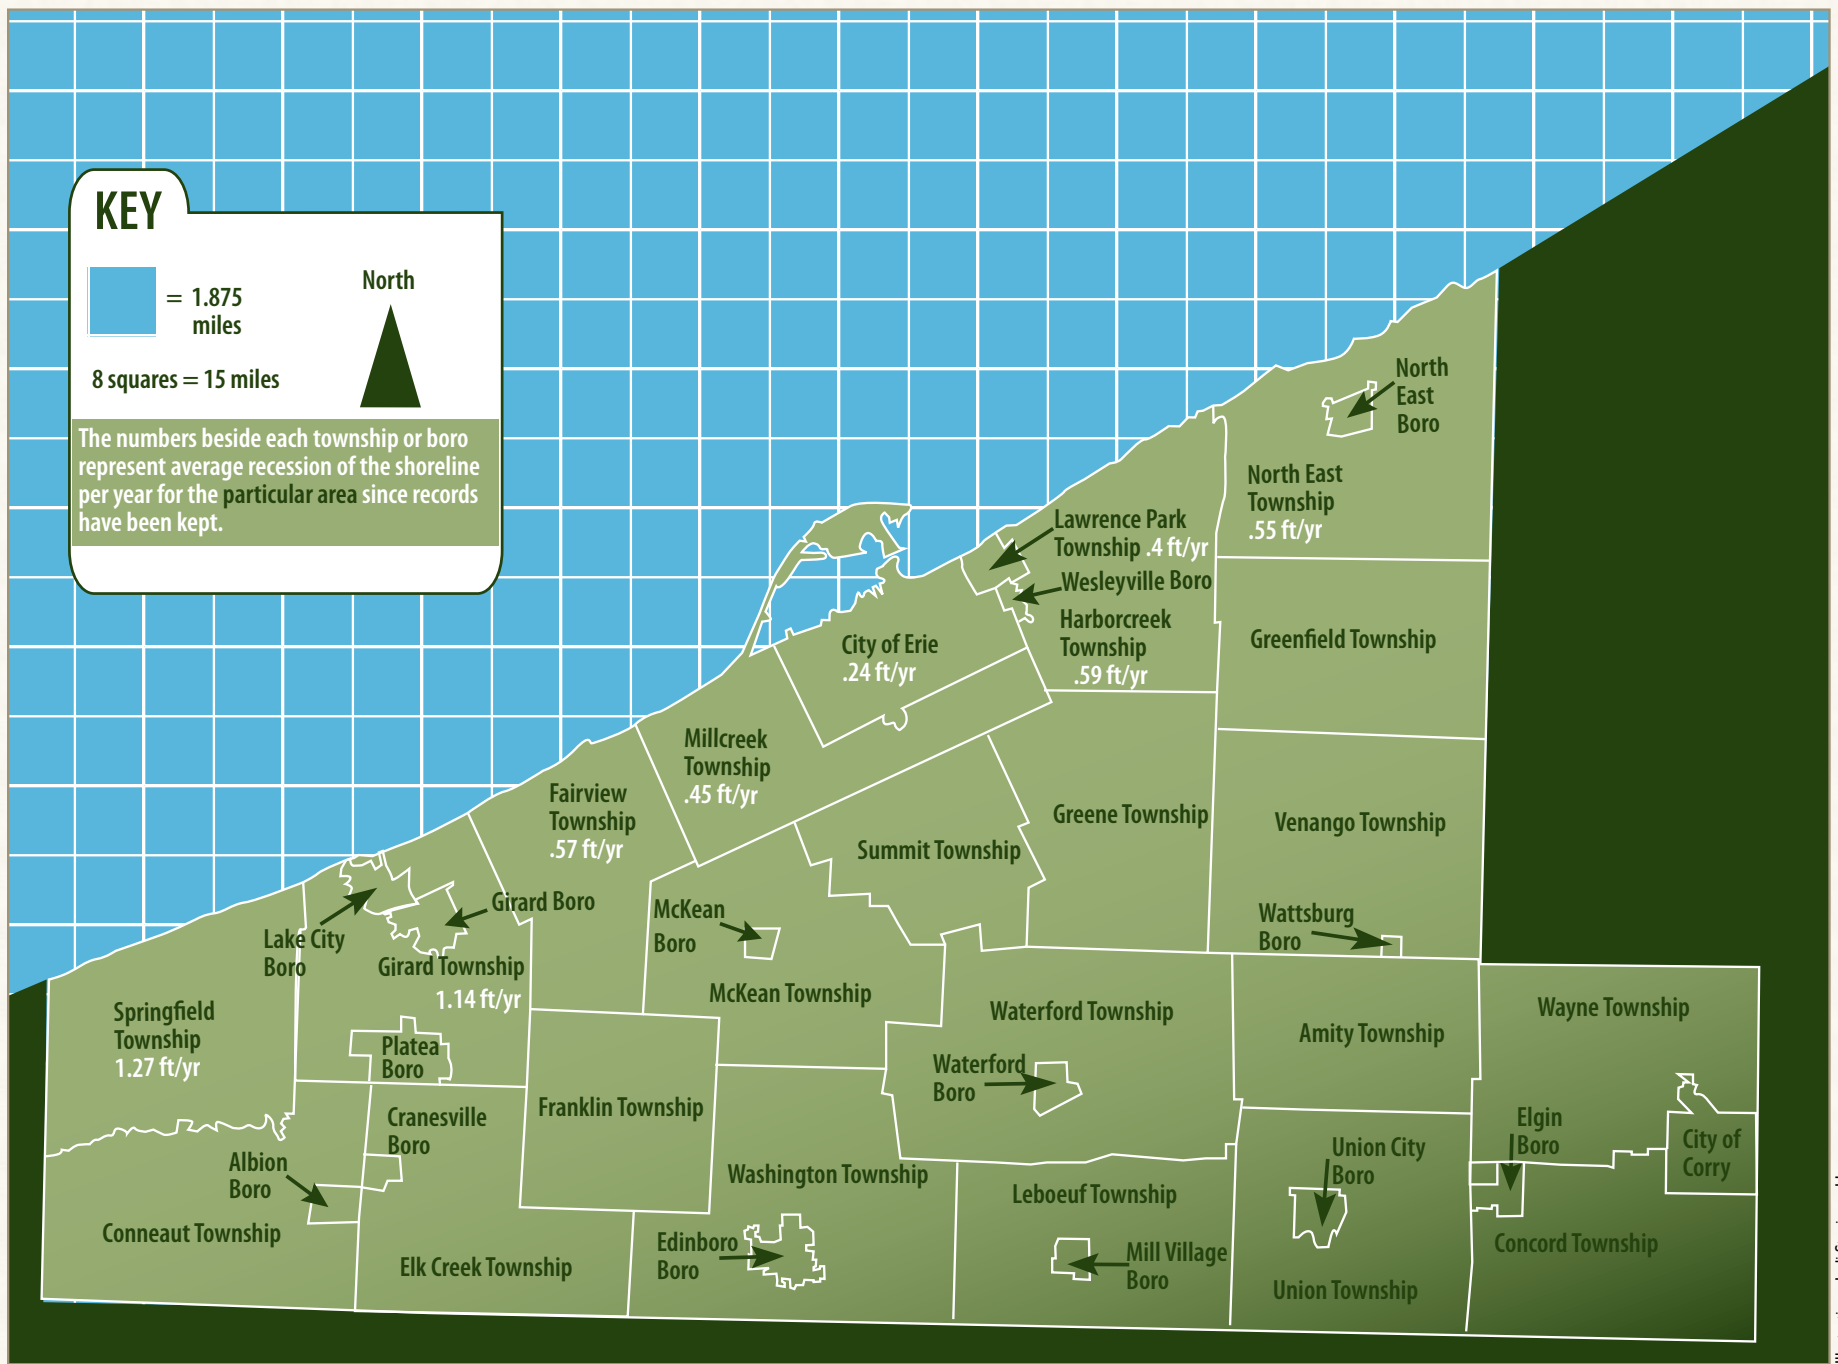 KEY
= 1.875
miles
North
8 squares = 15 miles
The numbers beside each township or boro
represent average recession of the shoreline
per year for the particular area since records
have been kept.
North
East
Boro
North East
Township
.55 ft/yr
Lawrence Park
Township .4 ft/yr
Wesleyville Boro
Harborcreek
Township
.59 ft/yr
Greenfield Township
City of Erie
.24 ft/yr
Millcreek
Township
.45 ft/yr
Fairview
Township
.57 ft/yr
Greene Township
Venango Township
Summit Township
Girard Boro
Lake City
Boro
Girard Township
1.14 ft/yr
McKean
Boro
McKean Township
Wattsburg
Boro
Springfield
Township
1.27 ft/yr
Platea
Boro
Waterford Township
Waterford
Boro
Amity Township
Wayne Township
Franklin Township
Cranesville
Boro
Albion
Boro
Conneaut Township
Elk Creek Township
Washington Township
Edinboro
Boro
Leboeuf Township
Mill Village
Boro
Union City
Boro
Union Township
Elgin
Boro
City of
Corry
Concord Township